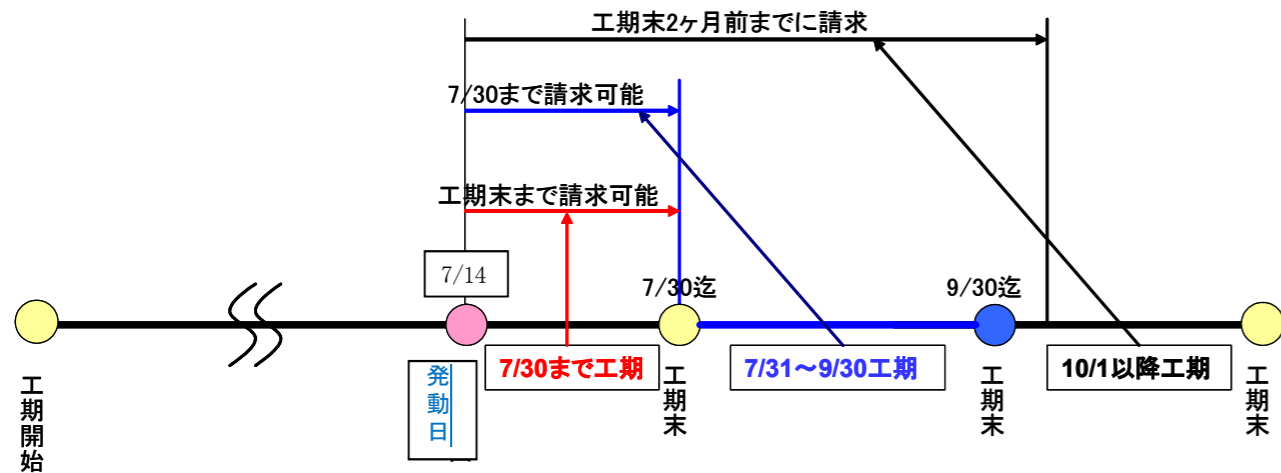 工期末2ヶ月前までに請求
7/30まで請求可能
工期末まで請求可能
7/14
7/30迄
9/30迄
7/30まで工期
7/31～9/30工期
10/1以降工期
工期開始
発動日
工期末
工期末
工期末